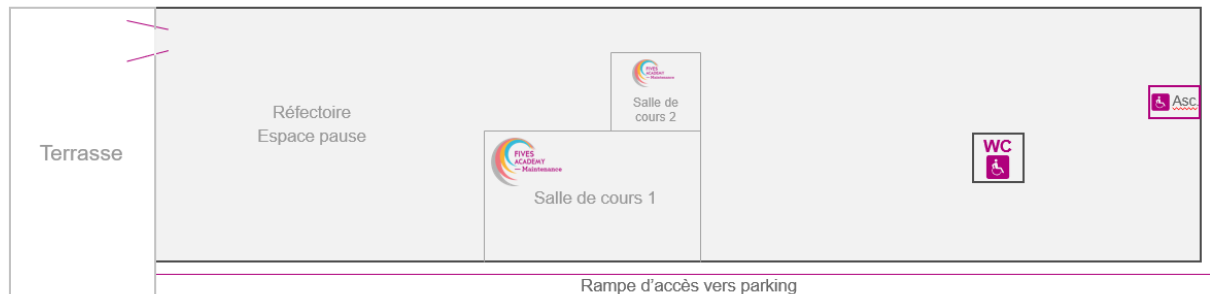 Terrasse
Réfectoire
Espace pause
FIVES
ACADEMY
— Maintenance
Salle de
cours 2
FIVES
ACADEMY
— Maintenance
Salle de cours 1
WC
Asc.
Rampe d’accès vers parking